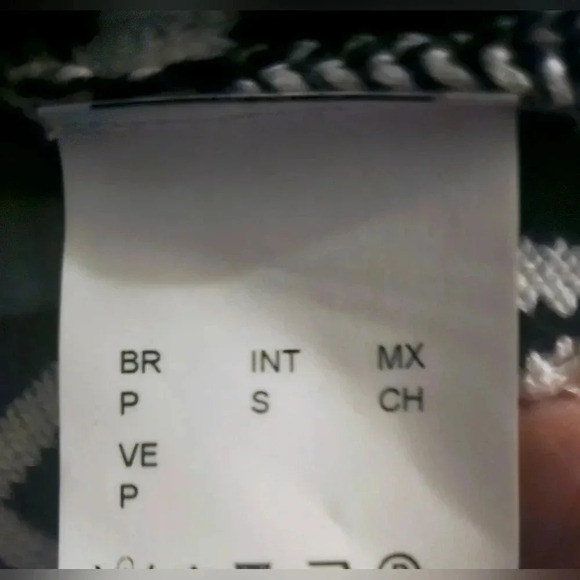 BR INT MX
P S CH
VE
P